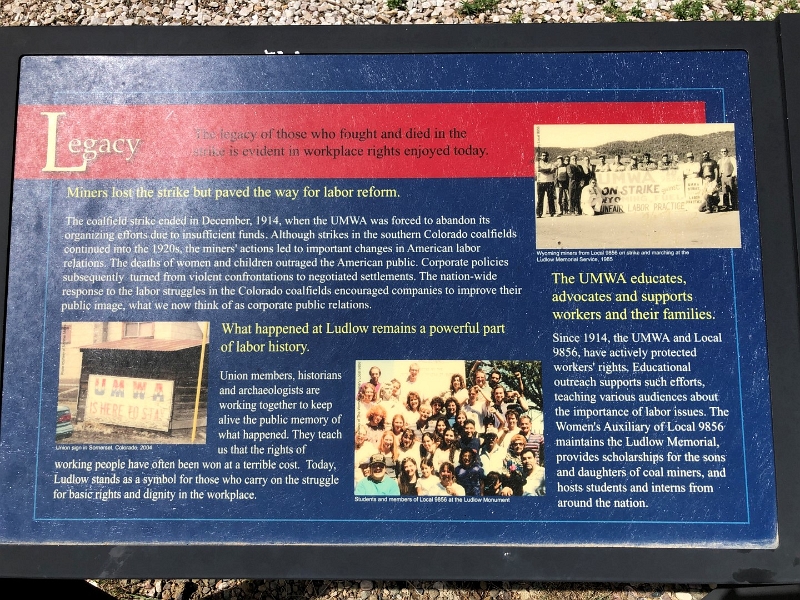 Legacy
The legacy of those who fought and died in the
strike is evident in workplace rights enjoyed today.
Miners lost the strike but paved the way for labor reform.
The coalfield strike ended in December, 1914, when the UMWA was forced to abandon its
organizing efforts due to insufficient funds. Although strikes in the southern Colorado coalfields
continued into the 1920s, the miners' actions led to important changes in American labor
relations. The deaths of women and children outraged the American public. Corporate policies
subsequently turned from violent confrontations to negotiated settlements. The nation-wide
response to the labor struggles in the Colorado coalfields encouraged companies to improve their
public image, what we now think of as corporate public relations.
UMWA
IS HERE TO STAY
Union sign in Somerset, Colorado, 2004
What happened at Ludlow remains a powerful part
of labor history.
Union members, historians
and archaeologists are
working together to keep
alive the public memory of
what happened. They teach
us that the rights of
working people have often been won at a terrible cost. Today,
Ludlow stands as a symbol for those who carry on the struggle
for basic rights and dignity in the workplace.
Students and members of Local 9856 at the Ludlow Monument
UMWA
ON STRIKE
UNFAIR LABOR PRACTICE
Wyoming miners from Local 9856 on strike and marching at the
Ludlow Memorial Service, 1985
The UMWA educates,
advocates and supports
workers and their families.
Since 1914, the UMWA and Local
9856, have actively protected
workers' rights. Educational
outreach supports such efforts,
teaching various audiences about
the importance of labor issues. The
Women's Auxiliary of Local 9856
maintains the Ludlow Memorial,
provides scholarships for the sons
and daughters of coal miners, and
hosts students and interns from
around the nation.